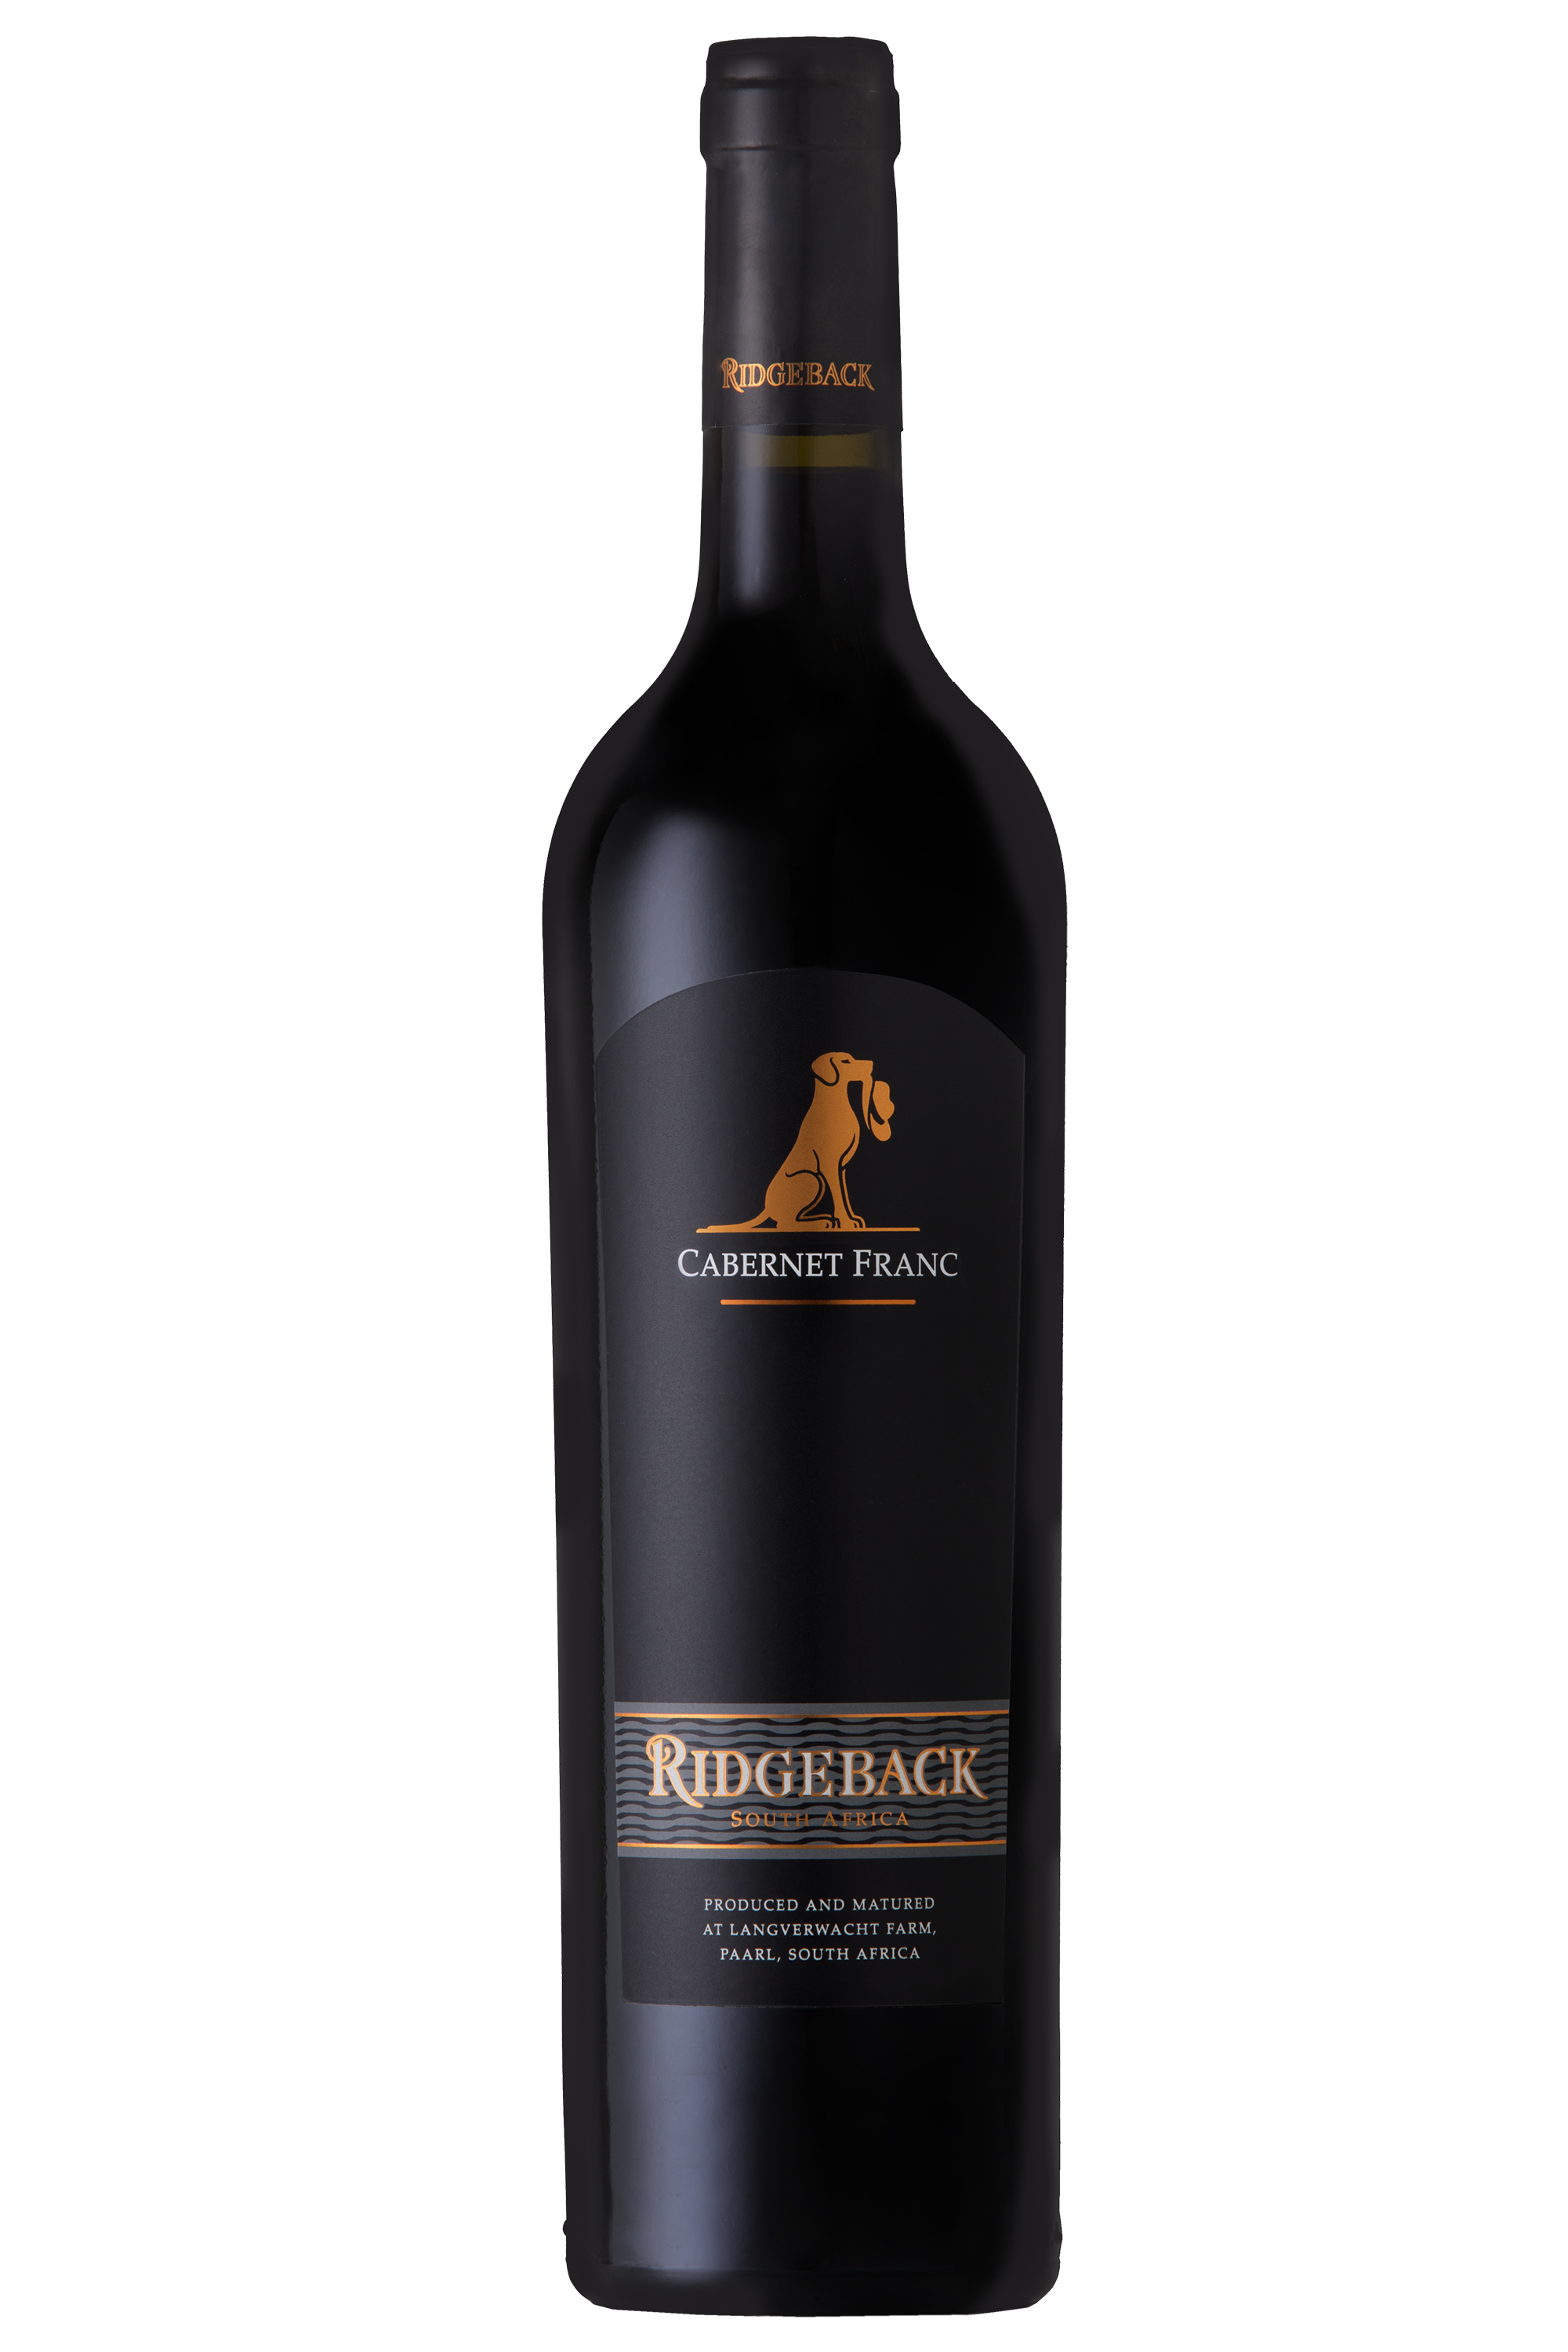 RIDGEBACK
CABERNET FRANC
RIDGEBACK
SOUTH AFRICA
PRODUCED AND MATURED
AT LANGVERWACHT FARM,
PAARL, SOUTH AFRICA